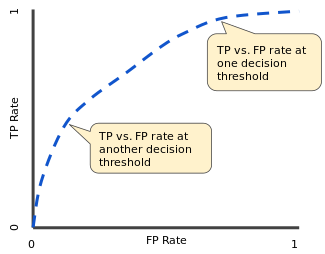 1
TP vs. FP rate at
one decision
threshold
TP Rate
TP vs. FP rate at
another decision
threshold
0
0
FP Rate
1